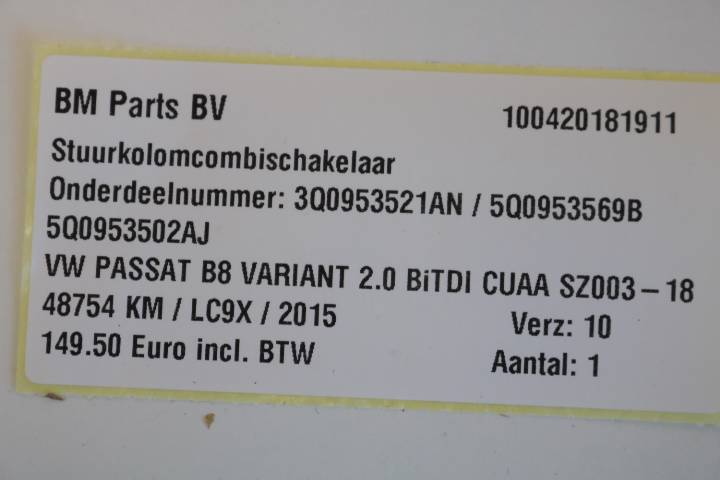 BM Parts BV 100420181911
Stuurkolomcombischakelaar
Onderdeelnummer: 3Q0953521AN / 5Q0953569B
5Q0953502AJ
VW PASSAT B8 VARIANT 2.0 BiTDI CUAA SZ003-18
48754 KM / LC9X / 2015 Verz: 10
149.50 Euro incl. BTW Aantal: 1